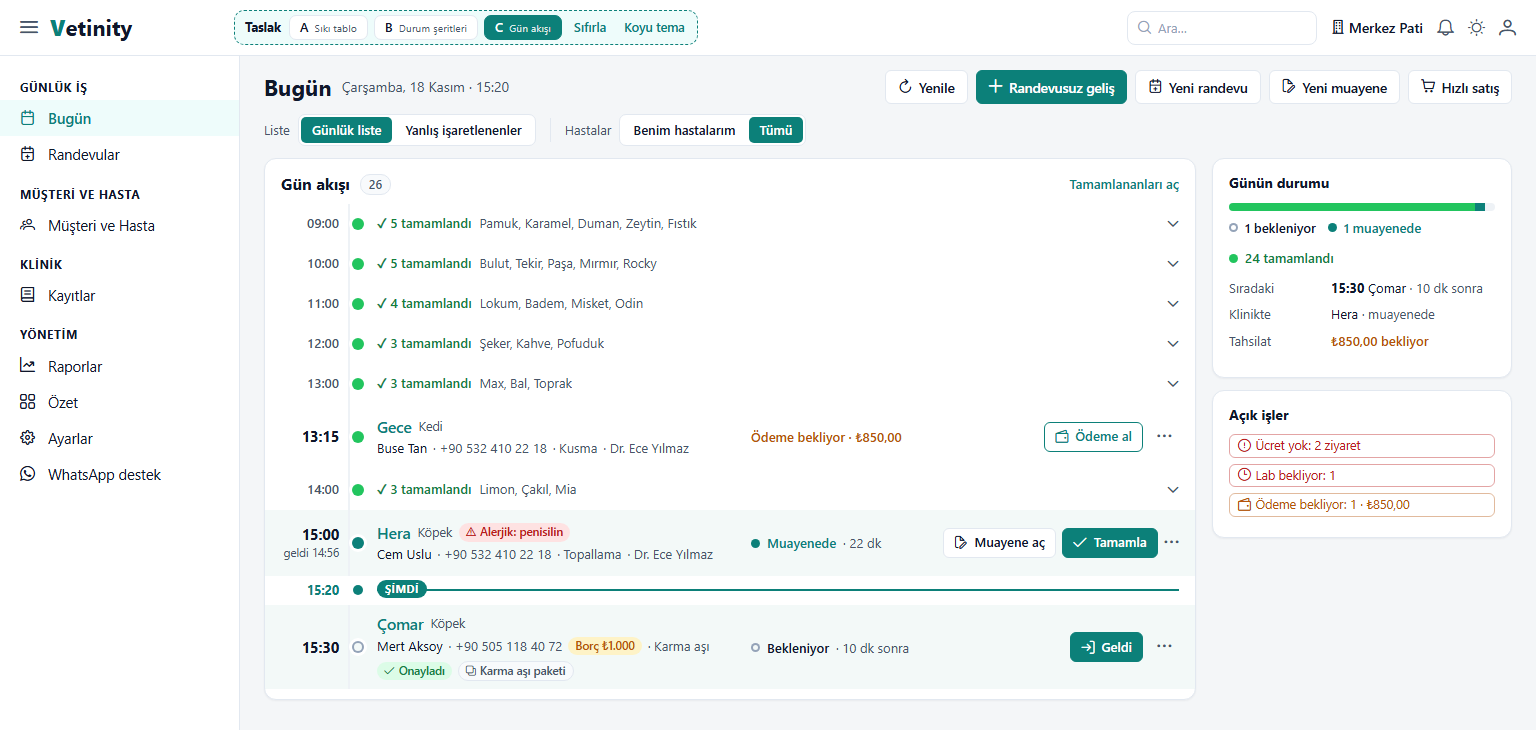 Vetinity
Taslak A Sıkı tablo B Durum şeritleri C Gün akışı Sıfırla Koyu tema
Ara...
Merkez Pati
GÜNLÜK İŞ
Bugün
Randevular
MÜŞTERİ VE HASTA
Müşteri ve Hasta
KLİNİK
Kayıtlar
YÖNETİM
Raporlar
Özet
Ayarlar
WhatsApp destek
Bugün Çarşamba, 18 Kasım · 15:20
Yenile
Randevusuz geliş
Yeni randevu
Yeni muayene
Hızlı satış
Liste Günlük liste Yanlış işaretlenenler Hastalar Benim hastalarım Tümü
Gün akışı 26 Tamamlananları aç
09:00 ✓ 5 tamamlandı Pamuk, Karamel, Duman, Zeytin, Fıstık
10:00 ✓ 5 tamamlandı Bulut, Tekir, Paşa, Mırmır, Rocky
11:00 ✓ 4 tamamlandı Lokum, Badem, Misket, Odin
12:00 ✓ 3 tamamlandı Şeker, Kahve, Pofuduk
13:00 ✓ 3 tamamlandı Max, Bal, Toprak
13:15 Gece Kedi
Buse Tan · +90 532 410 22 18 · Kusma · Dr. Ece Yılmaz
Ödeme bekliyor · ₺850,00
Ödeme al
14:00 ✓ 3 tamamlandı Limon, Çakıl, Mia
15:00 Hera Köpek Alerjik: penisilin
geldi 14:56 Cem Uslu · +90 532 410 22 18 · Topallama · Dr. Ece Yılmaz
Muayenede · 22 dk
Muayene aç
Tamamla
15:20 ŞİMDİ
15:30 Çomar Köpek
Mert Aksoy · +90 505 118 40 72 Borç ₺1.000 · Karma aşı
Onayladı Karma aşı paketi
Bekleniyor · 10 dk sonra
Geldi
Günün durumu
1 bekleniyor 1 muayenede
24 tamamlandı
Sıradaki 15:30 Çomar · 10 dk sonra
Klinikte Hera · muayenede
Tahsilat ₺850,00 bekliyor
Açık işler
Ücret yok: 2 ziyaret
Lab bekliyor: 1
Ödeme bekliyor: 1 · ₺850,00